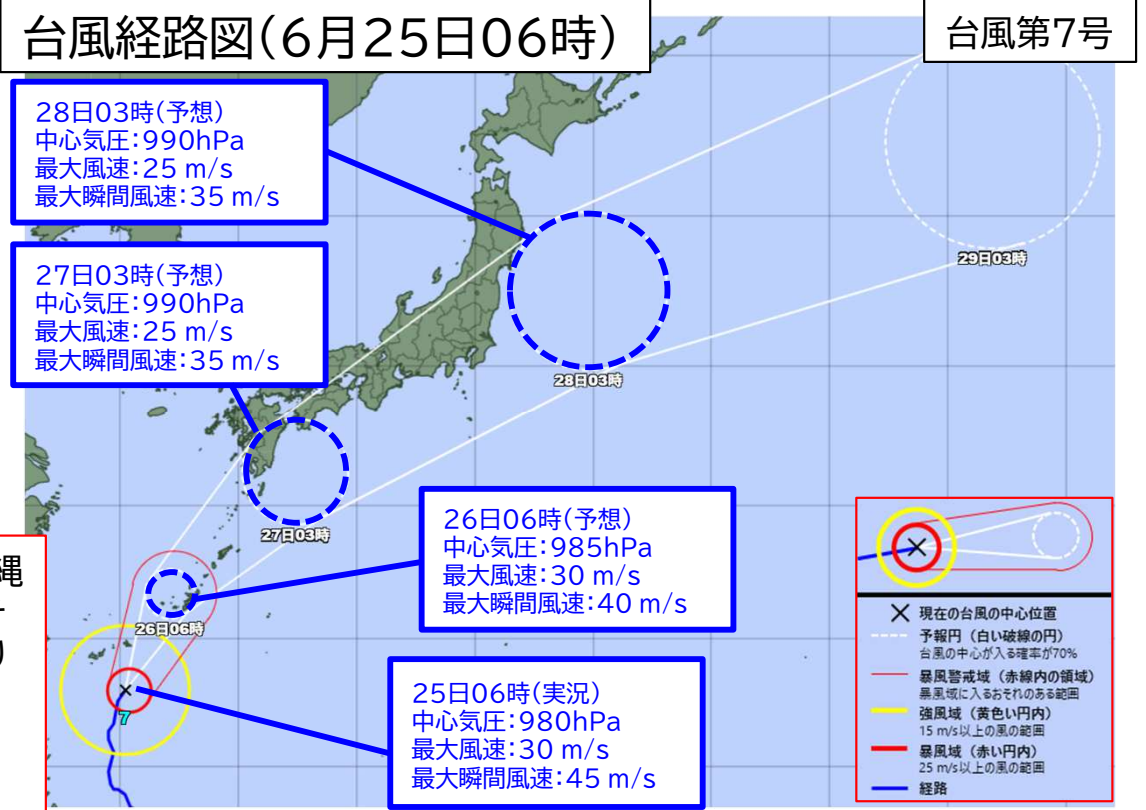 台風経路図(6月25日06時)
台風第7号
28日03時(予想)
中心気圧:990hPa
最大風速:25 m/s
最大瞬間風速:35 m/s
27日03時(予想)
中心気圧:990hPa
最大風速:25 m/s
最大瞬間風速:35 m/s
29日03時
28日03時
27日03時
26日06時(予想)
中心気圧:985hPa
最大風速:30 m/s
最大瞬間風速:40 m/s
縄
り
26日06時
7
25日06時(実況)
中心気圧:980hPa
最大風速:30 m/s
最大瞬間風速:45 m/s
現在の台風の中心位置
予報円(白い破線の円)
台風の中心が入る確率が70%
暴風警戒域(赤線内の領域)
暴風域に入るおそれのある範囲
強風域(黄色い円内)
15 m/s以上の風の範囲
暴風域(赤い円内)
25 m/s以上の風の範囲
経路